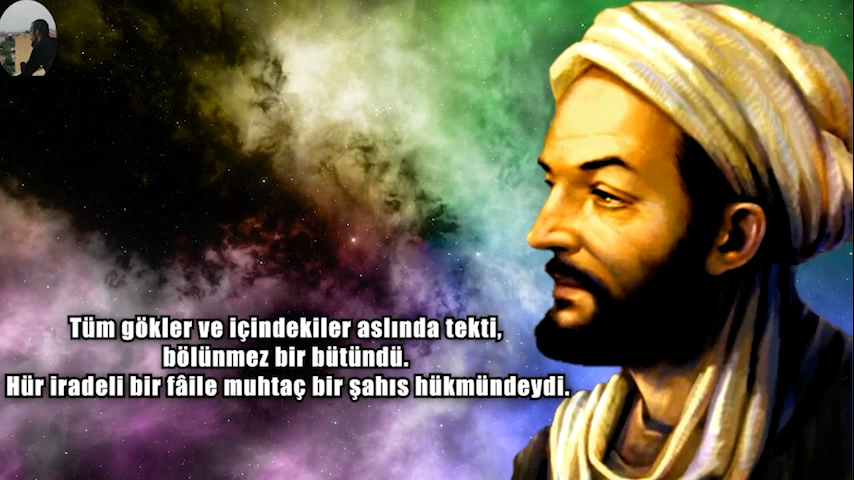 Tüm gökler ve içindekiler aslında tekti,
bölünmez bir bütündü.
Hür iradeli bir fâile muhtaç bir şahıs hükmündeydi.